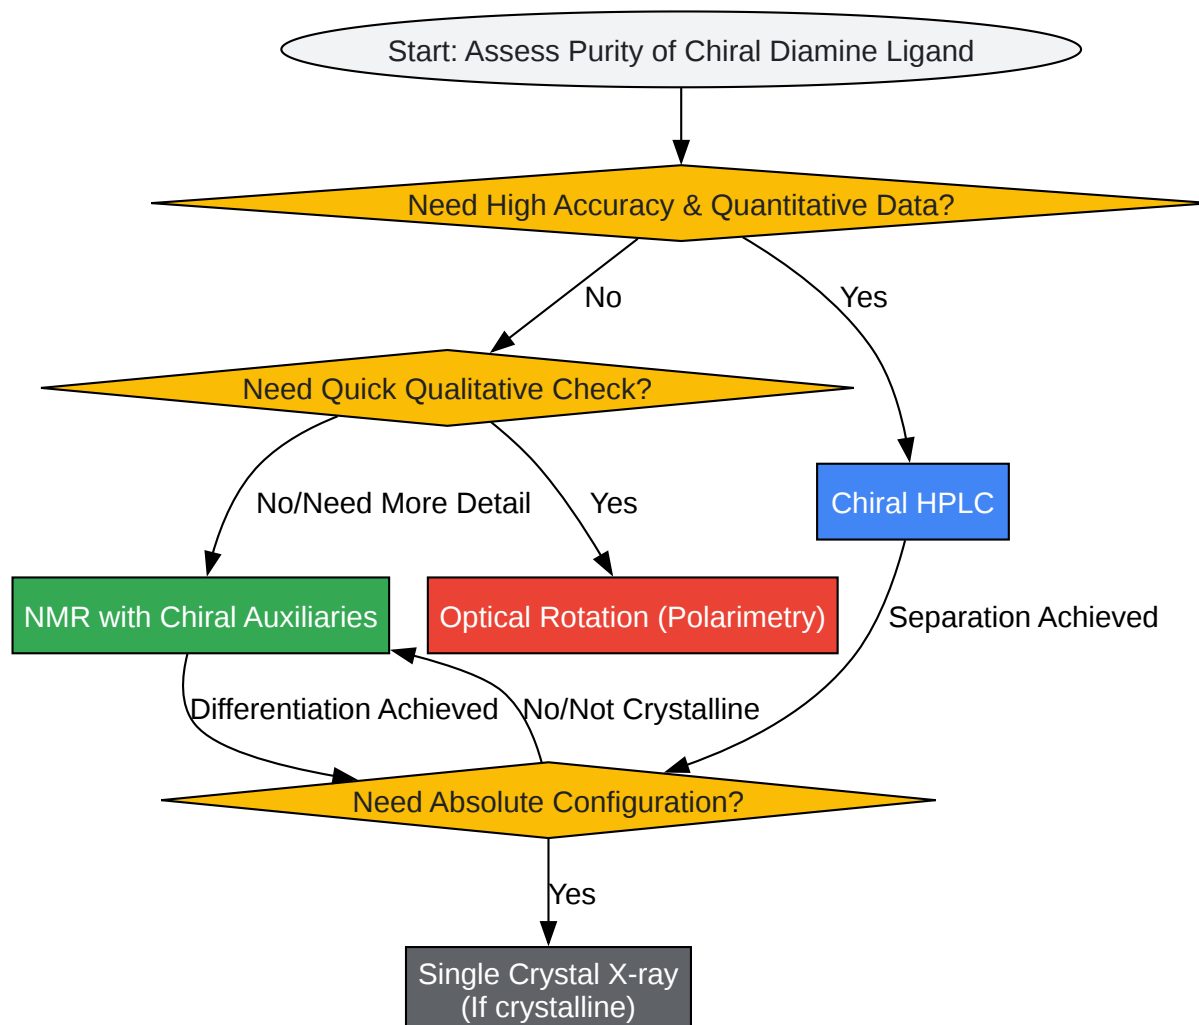 Start: Assess Purity of Chiral Diamine Ligand
Need High Accuracy & Quantitative Data?
No
Yes
Need Quick Qualitative Check?
No/Need More Detail
Yes
Chiral HPLC
NMR with Chiral Auxiliaries
Optical Rotation (Polarimetry)
Separation Achieved
Differentiation Achieved
No/Not Crystalline
Need Absolute Configuration?
Yes
Single Crystal X-ray
(If crystalline)